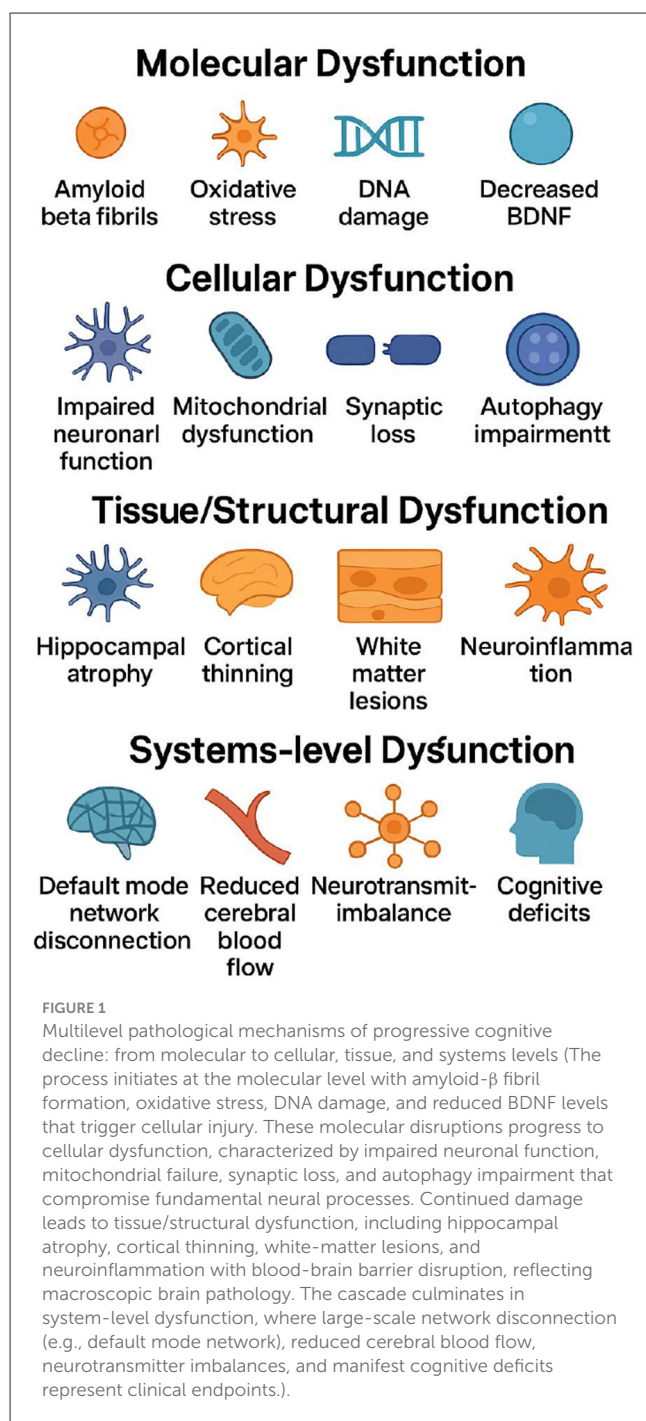 Molecular Dysfunction
Amyloid Oxidative DNA Decreased
beta fibrils stress damage BDNF
Cellular Dysfunction
Impaired Mitochondrial Synaptic Autophagy
neuronarl dysfunction loss impairmentt
function
Tissue/Structural Dysfunction
Hippocampal Cortical White Neuroinflamma
atrophy thinning matter tion
lesions
Systems-level Dysfunction
Default mode Reduced Neurotransmit- Cognitive
network cerebral imbalance deficits
disconnection blood
flow
FIGURE 1
Multilevel pathological mechanisms of progressive cognitive
decline: from molecular to cellular, tissue, and systems levels (The
process initiates at the molecular level with amyloid-β fibril
formation, oxidative stress, DNA damage, and reduced BDNF levels
that trigger cellular injury. These molecular disruptions progress to
cellular dysfunction, characterized by impaired neuronal function,
mitochondrial failure, synaptic loss, and autophagy impairment that
compromise fundamental neural processes. Continued damage
leads to tissue/structural dysfunction, including hippocampal
atrophy, cortical thinning, white-matter lesions, and
neuroinflammation with blood-brain barrier disruption, reflecting
macroscopic brain pathology. The cascade culminates in
system-level dysfunction, where large-scale network disconnection
(e.g., default mode network), reduced cerebral blood flow,
neurotransmitter imbalances, and manifest cognitive deficits
represent clinical endpoints.).